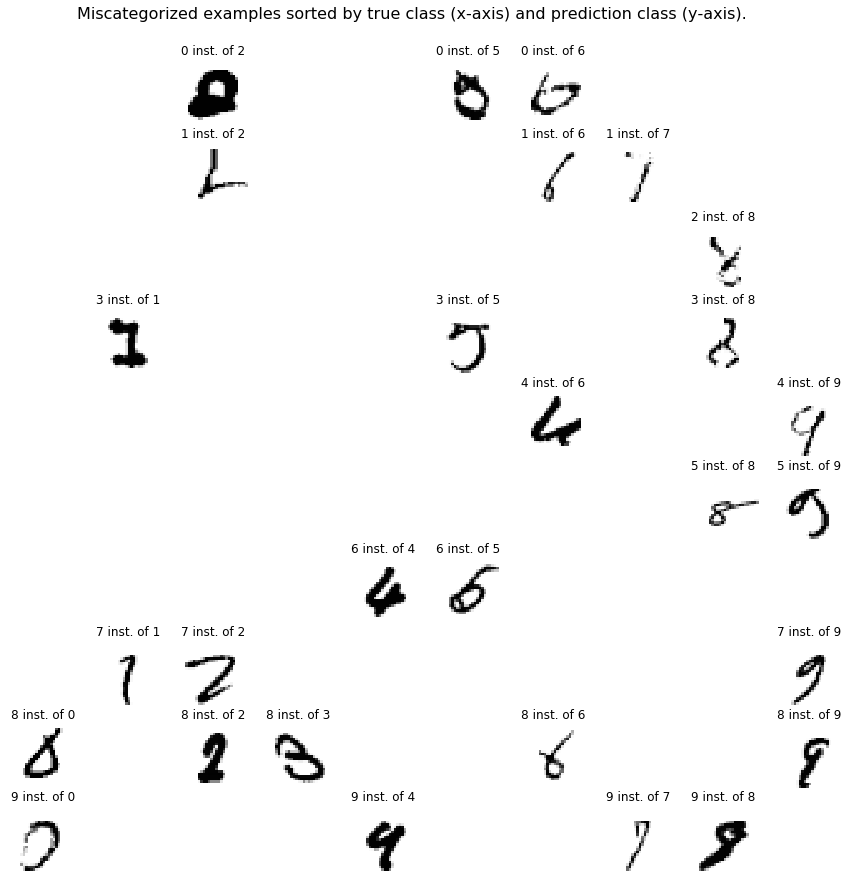 Miscategorized examples sorted by true class (x-axis) and prediction class (y-axis).
0 inst. of 2 0 inst. of 5 0 inst. of 6
1 inst. of 2 1 inst. of 6 1 inst. of 7
2 inst. of 8
3 inst. of 1 3 inst. of 5 3 inst. of 8
4 inst. of 6 4 inst. of 9
5 inst. of 8 5 inst. of 9
6 inst. of 4 6 inst. of 5
7 inst. of 1 7 inst. of 2 7 inst. of 9
8 inst. of 0 8 inst. of 2 8 inst. of 3 8 inst. of 6 8 inst. of 9
9 inst. of 0 9 inst. of 4 9 inst. of 7 9 inst. of 8